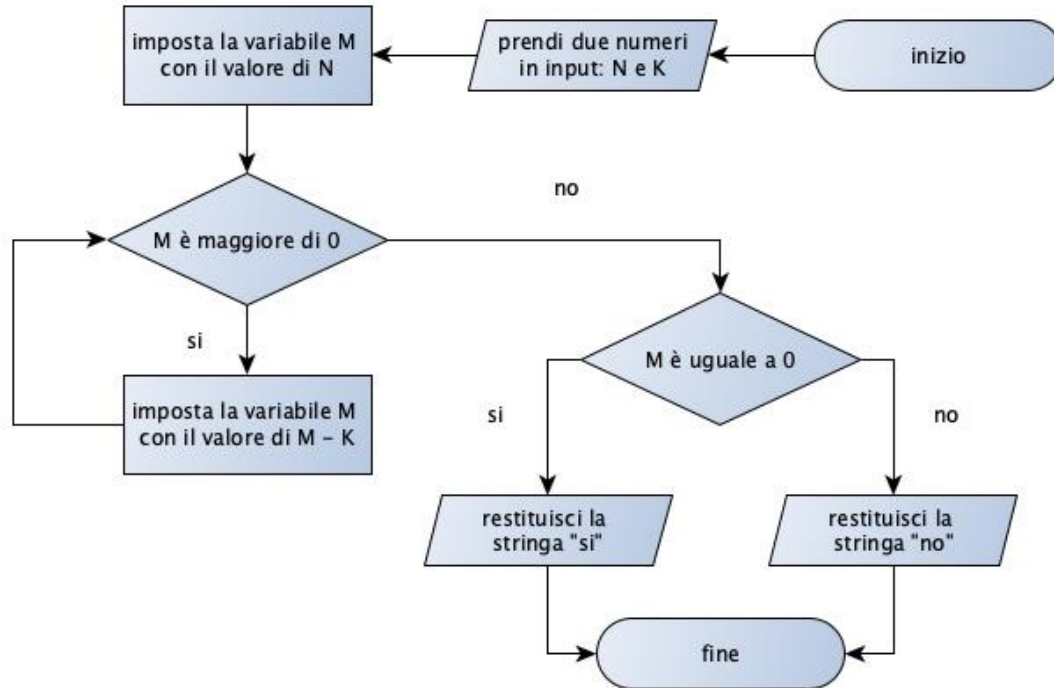 inizio
prendi due numeri
in input: N e K
imposta la variabile M
con il valore di N
M è maggiore di 0
si
no
imposta la variabile M
con il valore di M - K
M è uguale a 0
si
no
restituisci la
stringa "si"
restituisci la
stringa "no"
fine